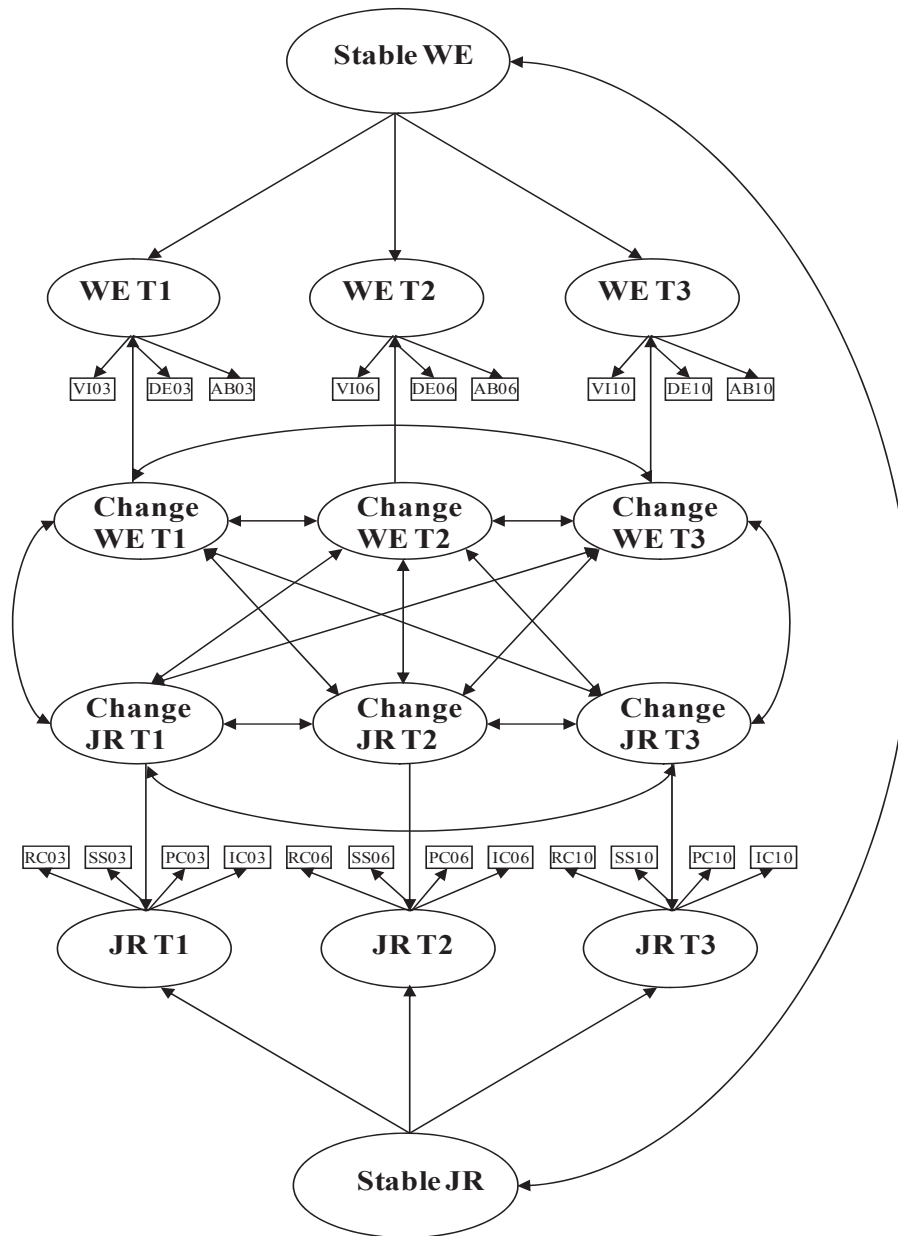 Stable WE
WE T1
WE T2
WE T3
VI03
DE03
AB03
VI06
DE06
AB06
VI10
DE10
AB10
Change
WE T1
Change
WE T2
Change
WE T3
Change
JR T1
Change
JR T2
Change
JR T3
RC03
SS03
PC03
IC03
RC06
SS06
PC06
IC06
RC10
SS10
PC10
IC10
JR T1
JR T2
JR T3
Stable JR